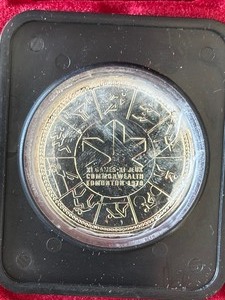 XI GAMES · XI JEUX
COMMONWEALTH
EDMONTON 1978